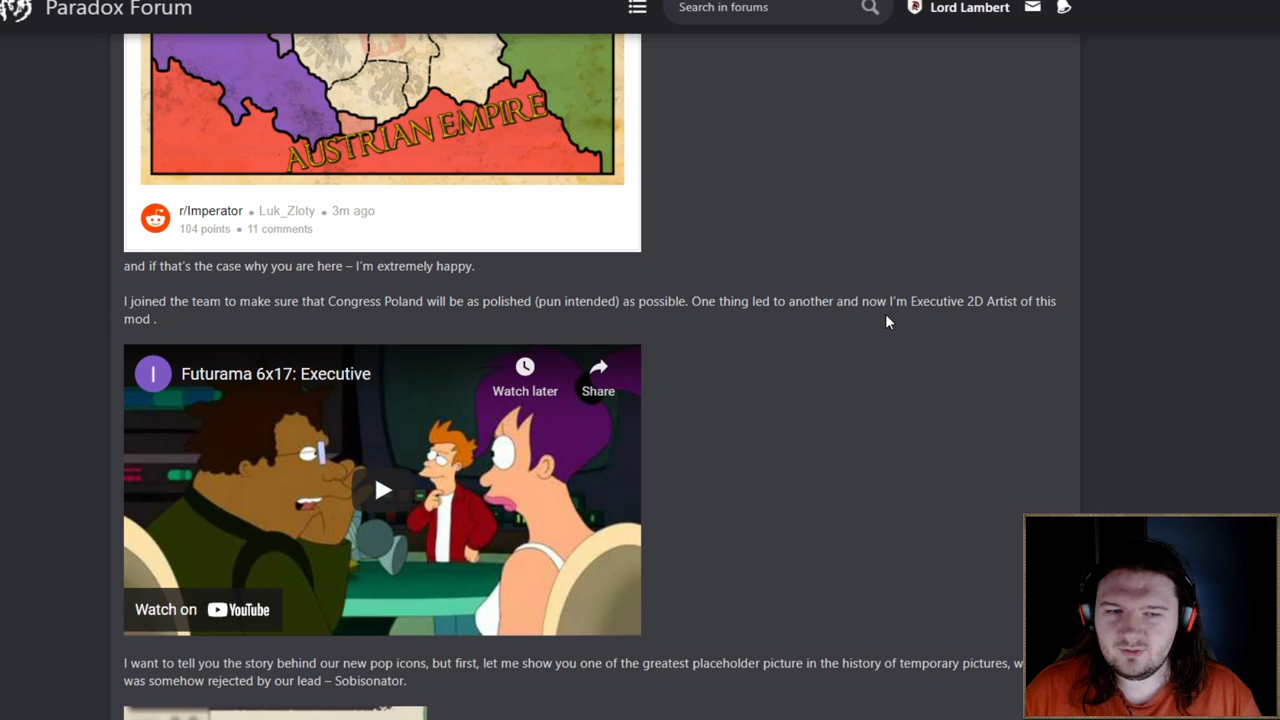 Paradox Forum
Search in forums
Lord Lambert
AUSTRIAN EMPIRE
r/Imperator • Luk_Zloty • 3m ago
104 points • 11 comments
and if that's the case why you are here – I'm extremely happy.
I joined the team to make sure that Congress Poland will be as polished (pun intended) as possible. One thing led to another and now I'm Executive 2D Artist of this
mod .
I
Futurama 6x17: Executive
Watch later
Share
Watch on YouTube
I want to tell you the story behind our new pop icons, but first, let me show you one of the greatest placeholder picture in the history of temporary pictures,
was somehow rejected by our lead – Sobisonator.